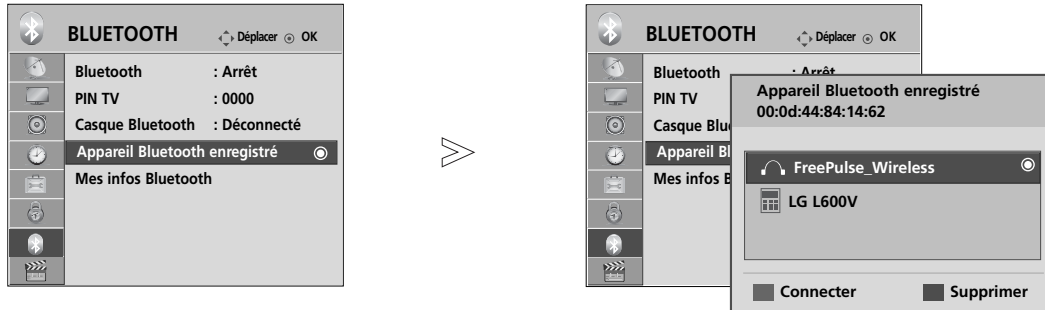 BLUETOOTH Déplacer OK
Bluetooth : Arrêt
PIN TV : 0000
Casque Bluetooth : Déconnecté
Appareil Bluetooth enregistré
Mes infos Bluetooth
BLUETOOTH Déplacer OK
Bluetooth : Arrêt
PIN TV
Casque Blu
Appareil Bl
Mes infos B
Appareil Bluetooth enregistré
00:0d:44:84:14:62
FreePulse_Wireless
LG L600V
Connecter Supprimer